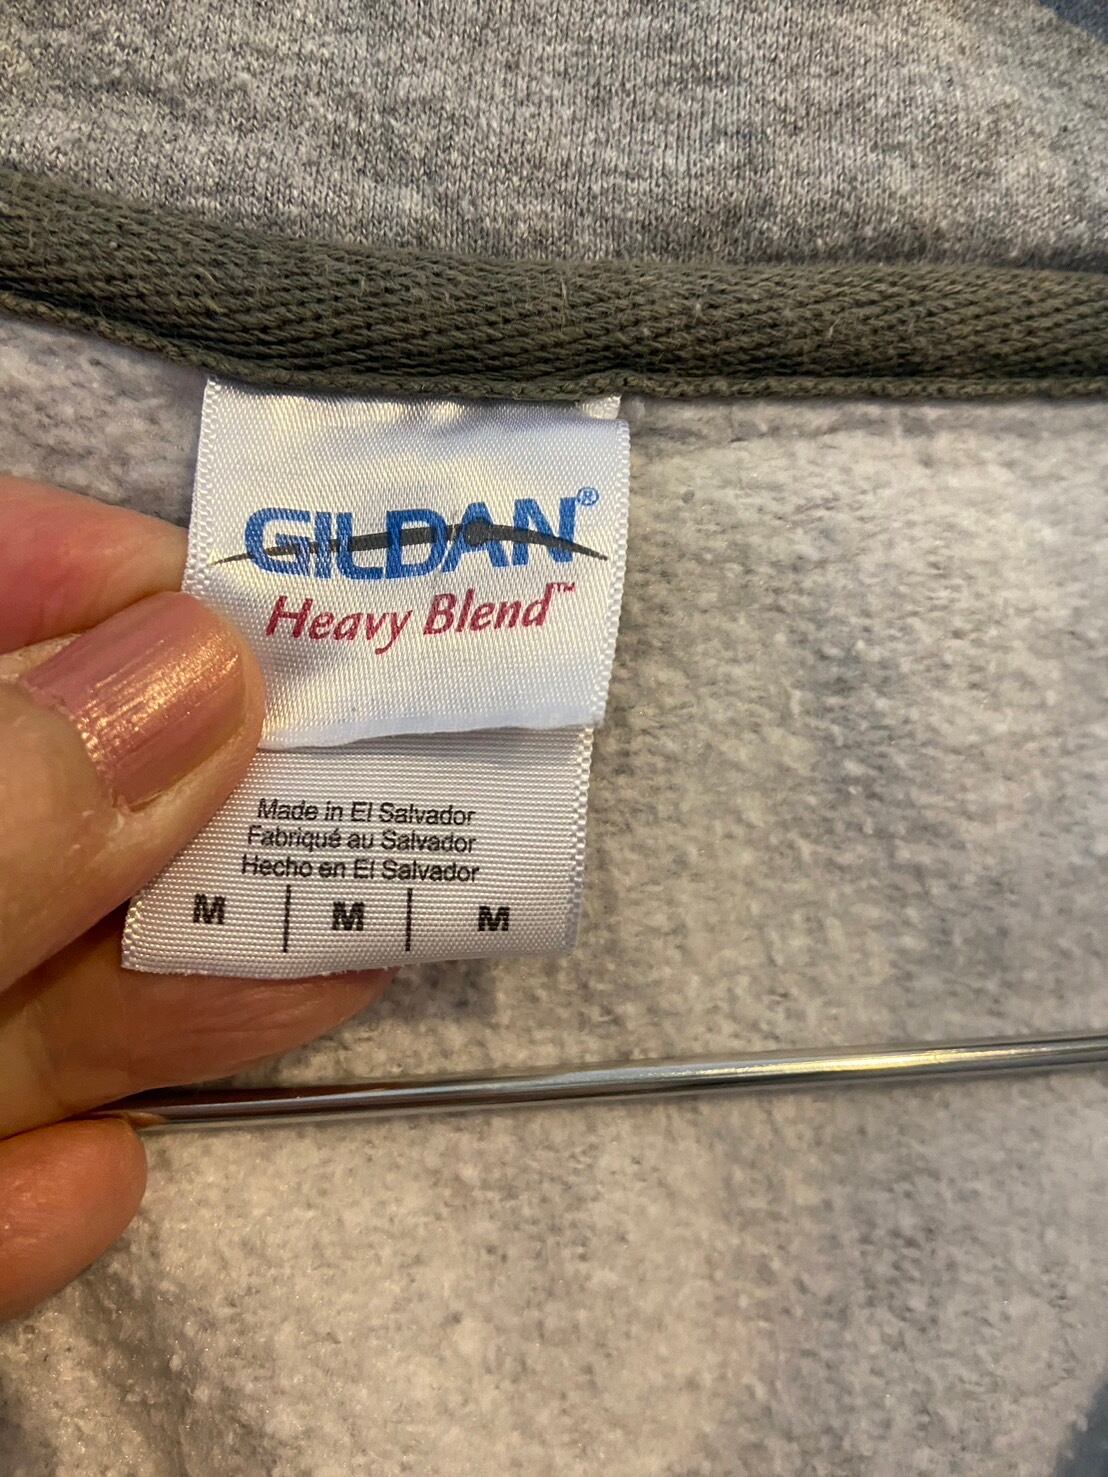 GILDAN®
Heavy Blend™
Made in El Salvador
Fabriqué au Salvador
Hecho en El Salvador
M | M | M